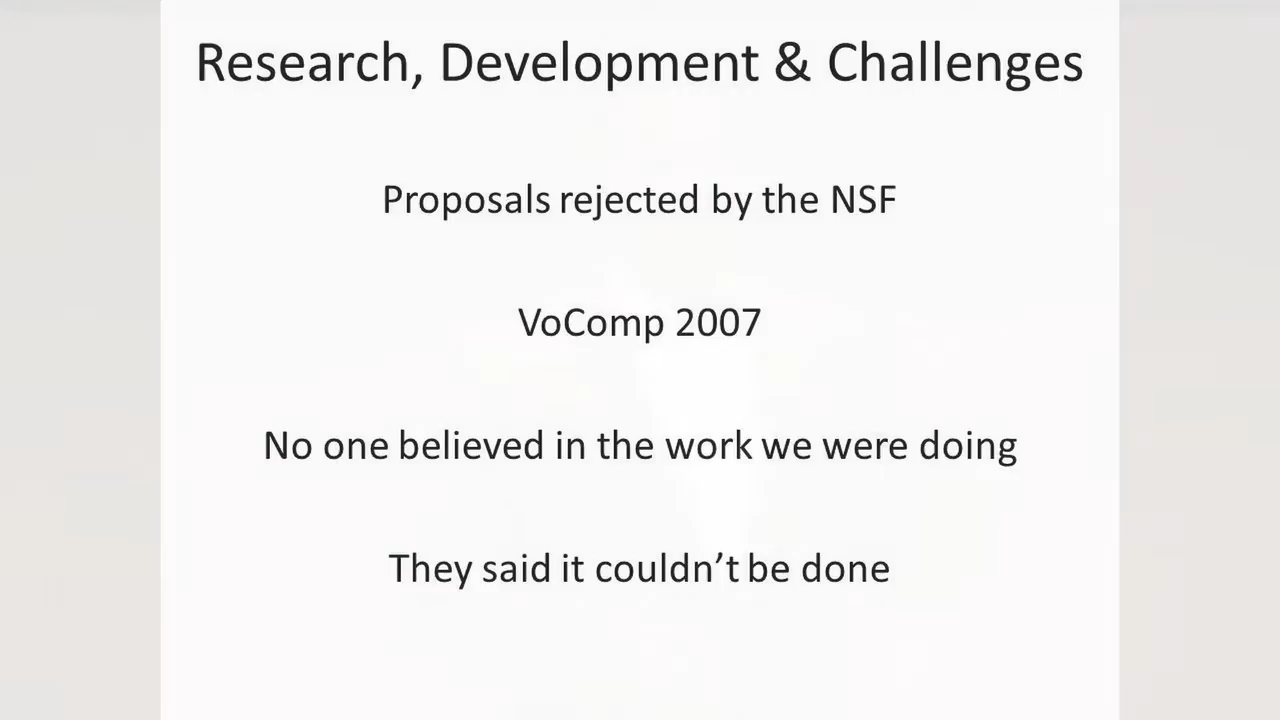 Research, Development & Challenges
Proposals rejected by the NSF
VoComp 2007
No one believed in the work we were doing
They said it couldn’t be done